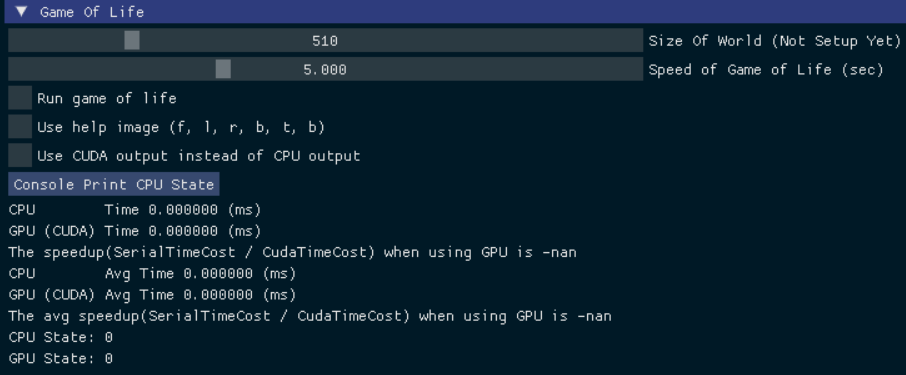 ▼ Game Of Life
510 Size Of World (Not Setup Yet)
5.000 Speed of Game of Life (sec)
Run game of life
Use help image (f, l, r, b, t, b)
Use CUDA output instead of CPU output
Console Print CPU State
CPU        Time 0.000000 (ms)
GPU (CUDA) Time 0.000000 (ms)
The speedup(SerialTimeCost / CudaTimeCost) when using GPU is -nan
CPU        Avg Time 0.000000 (ms)
GPU (CUDA) Avg Time 0.000000 (ms)
The avg speedup(SerialTimeCost / CudaTimeCost) when using GPU is -nan
CPU State: 0
GPU State: 0